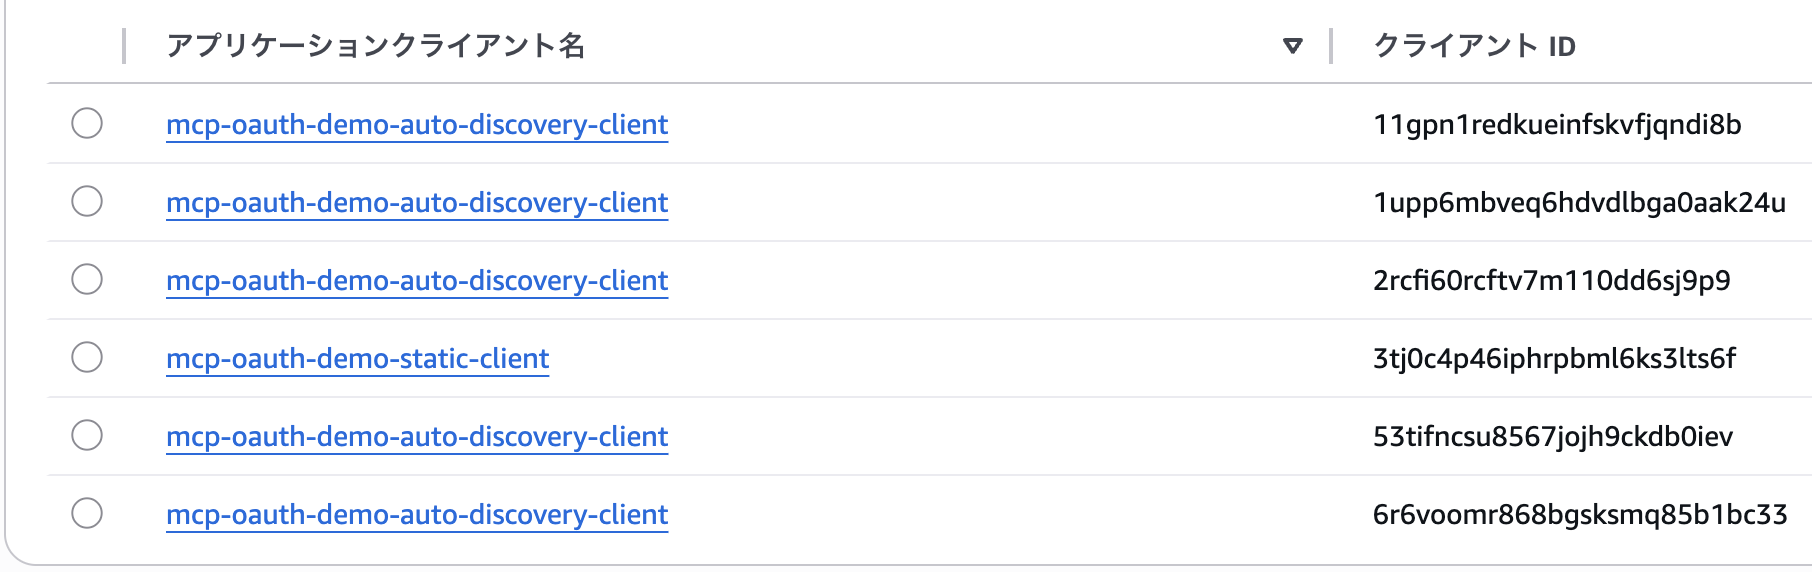 アプリケーションクライアント名 クライアント ID
mcp-oauth-demo-auto-discovery-client 11gpn1redkueinfskvfjqndi8b
mcp-oauth-demo-auto-discovery-client 1upp6mbveq6hdvdlbga0aak24u
mcp-oauth-demo-auto-discovery-client 2rcfi60rcftv7m110dd6sj9p9
mcp-oauth-demo-static-client 3tj0c4p46iphrpbml6ks3lts6f
mcp-oauth-demo-auto-discovery-client 53tifncsu8567jojh9ckdb0iev
mcp-oauth-demo-auto-discovery-client 6r6voomr868bgsksmq85b1bc33